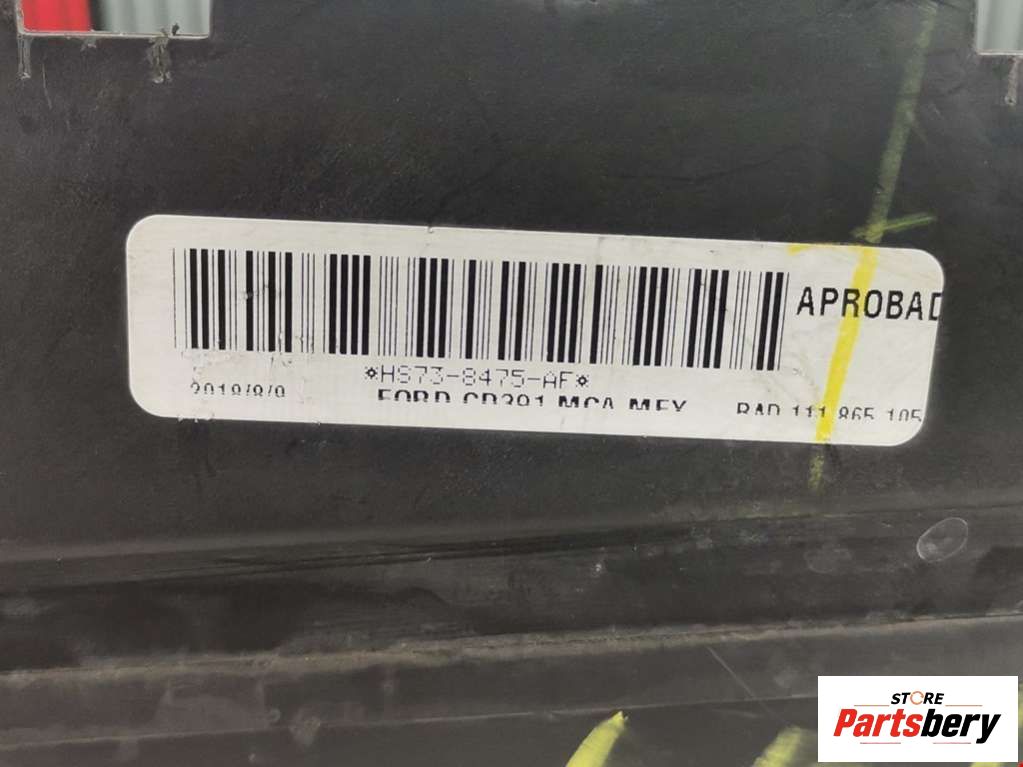 APROBAD
*HS73-8475-AF*
2018/8/9
FORD CD391 MCA MEX
RAD 111 865 105
STORE
Partsbery